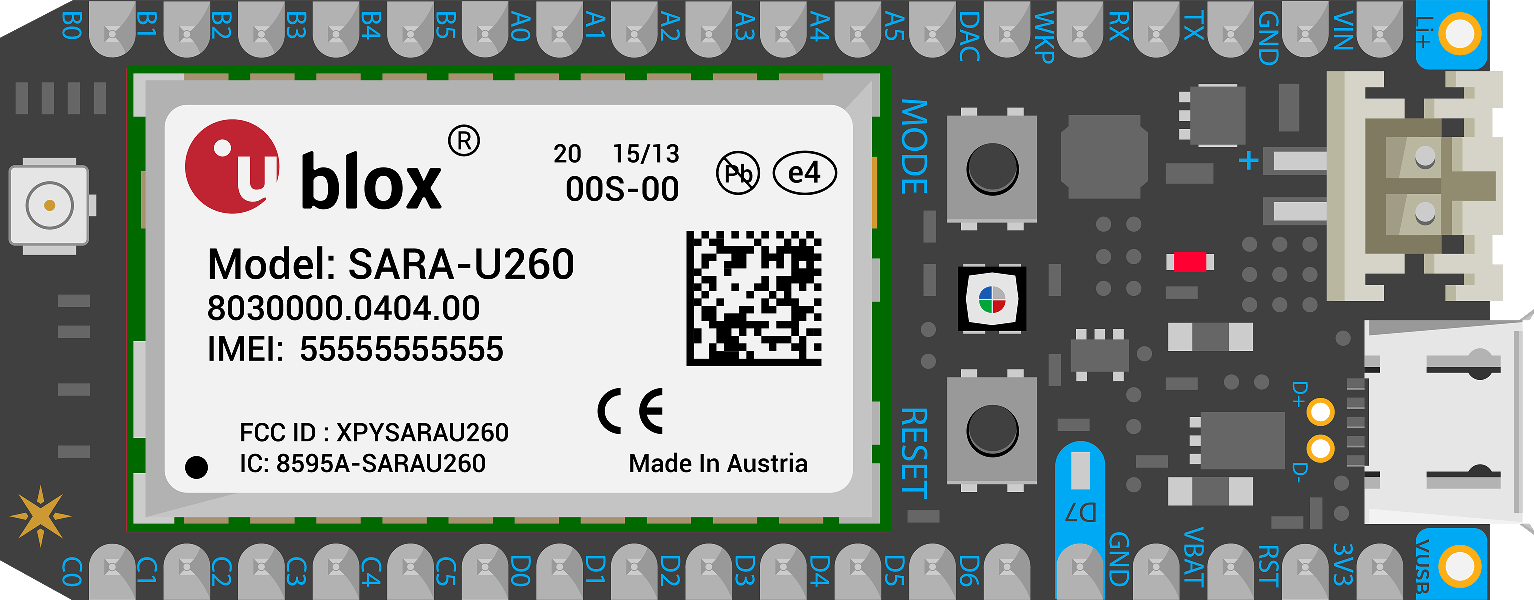 B0 B1 B2 B3 B4 B5 A0 A1 A2 A3 A4 A5 DAC WKP RX TX GND VIN Li+
u blox ®
20 15/13
00S-00
Pb
e4
MODE
+
Model: SARA-U260
8030000.0404.00
IMEI: 55555555555
CE
FCC ID : XPYSARAU260
IC: 8595A-SARAU260
Made In Austria
RESET
D+
D-
D7
C0 C1 C2 C3 C4 C5 D0 D1 D2 D3 D4 D5 D6 GND VBAT RST 3V3 VUSB